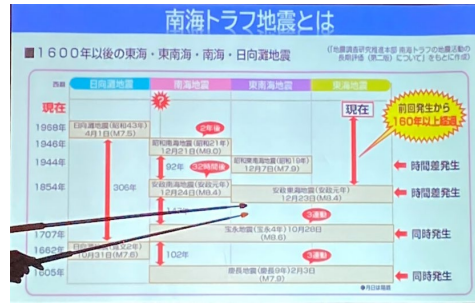 南海トラフ地震とは
■1600年以後の東海・東南海・南海・日向灘地震
(「地震調査研究推進本部 南海トラフの地震活動の
長期評価(第二版)について」をもとに作成)
西暦
日向灘地震
南海地震
東南海地震
東海地震
現在
?
現在
前回発生から
160年以上経過
1968年
日向灘地震(昭和43年)
4月1日(M7.5)
2年後
1946年
昭和南海地震(昭和21年)
12月21日(M8.0)
1944年
92年
32時間後
昭和東南海地震(昭和19年)
12月7日(M7.9)
時間差発生
1854年
306年
安政南海地震(安政元年)
12月24日(M8.4)
安政東海地震(安政元年)
12月23日(M8.4)
時間差発生
3連動
1707年
宝永地震(宝永4年)10月28日
(M8.6)
同時発生
1662年
日向灘地震(寛文2年)
10月31日(M7.6)
102年
3連動
1605年
慶長地震(慶長9年)2月3日
(M7.9)
同時発生
●月日は新暦